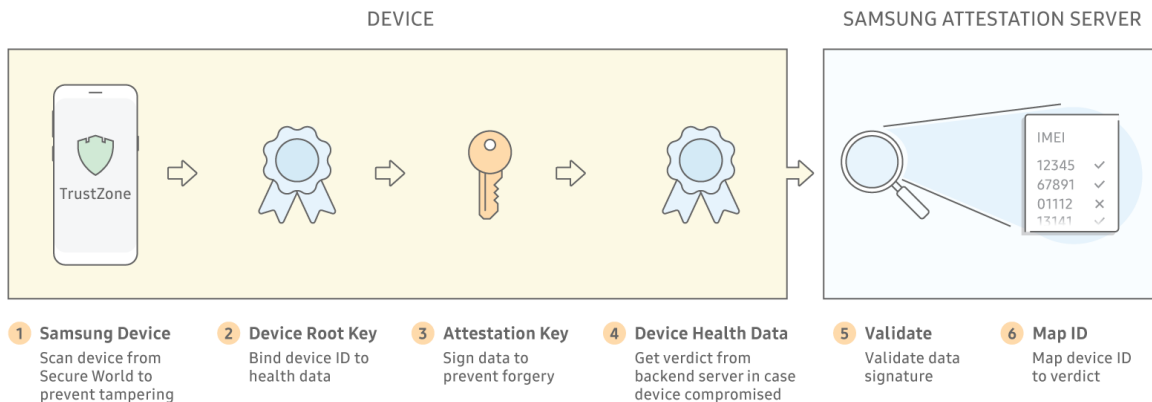 DEVICE
SAMSUNG ATTESTATION SERVER
TrustZone
IMEI
12345
67891
01112
13141
1 Samsung Device
Scan device from
Secure World to
prevent tampering
2 Device Root Key
Bind device ID to
health data
3 Attestation Key
Sign data to
prevent forgery
4 Device Health Data
Get verdict from
backend server in case
device compromised
5 Validate
Validate data
signature
6 Map ID
Map device ID
to verdict